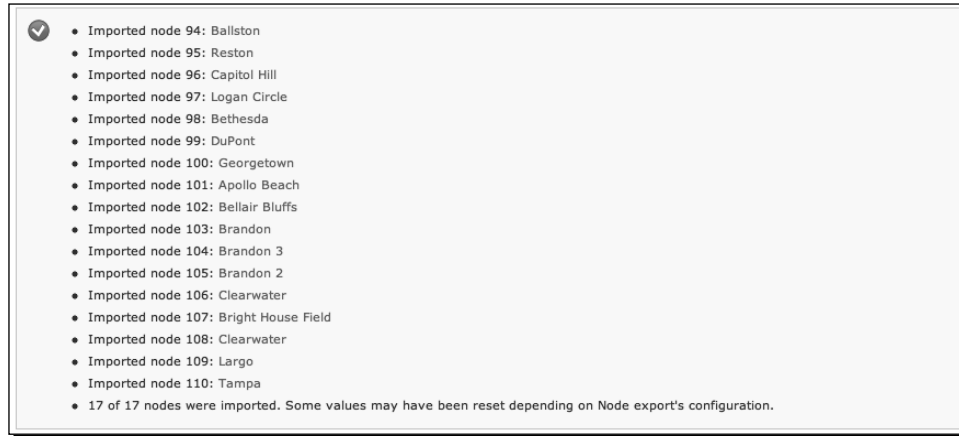 Imported node 94: Ballston
Imported node 95: Reston
Imported node 96: Capitol Hill
Imported node 97: Logan Circle
Imported node 98: Bethesda
Imported node 99: DuPont
Imported node 100: Georgetown
Imported node 101: Apollo Beach
Imported node 102: Bellair Bluffs
Imported node 103: Brandon
Imported node 104: Brandon 3
Imported node 105: Brandon 2
Imported node 106: Clearwater
Imported node 107: Bright House Field
Imported node 108: Clearwater
Imported node 109: Largo
Imported node 110: Tampa
17 of 17 nodes were imported. Some values may have been reset depending on Node export's configuration.